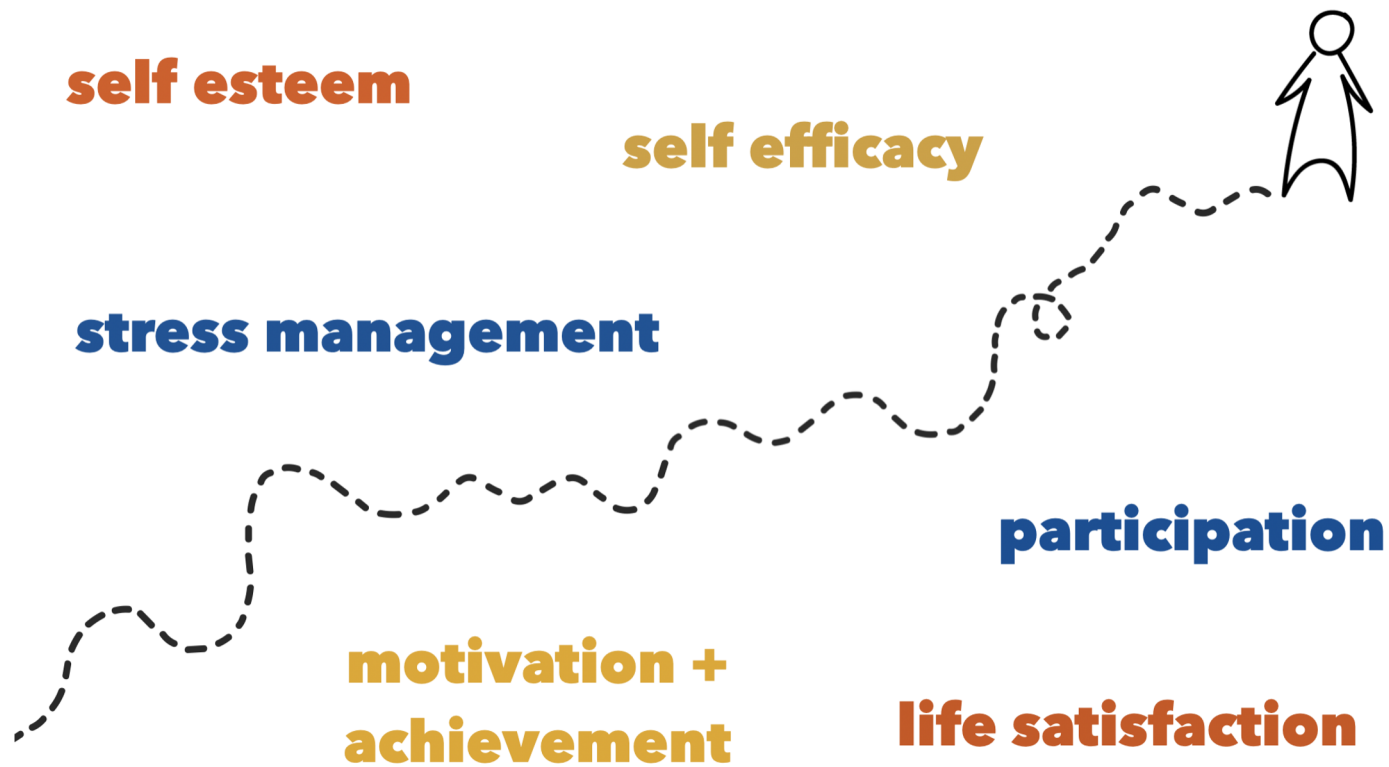 self esteem
self efficacy
stress management
participation
motivation +
achievement
life satisfaction